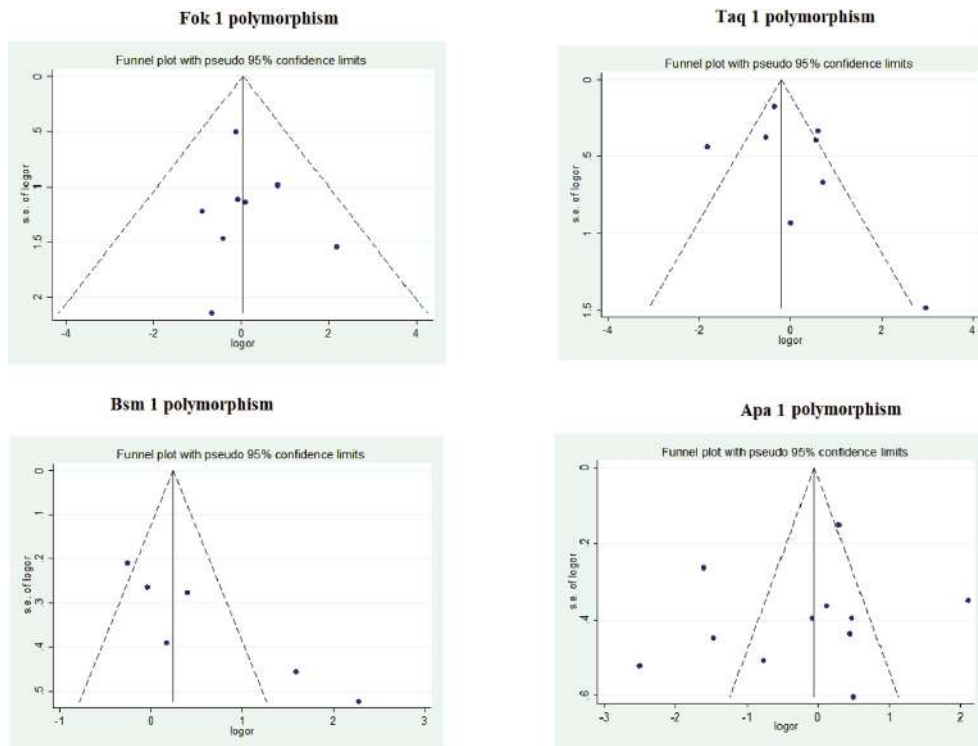 Fok 1 polymorphism
Funnel plot with pseudo 95% confidence limits
s.e. of logor
0
.5
1
1.5
2
-4
-2
0
2
4
logor
Taq 1 polymorphism
Funnel plot with pseudo 95% confidence limits
s.e. of logor
0
.5
1
1.5
-4
-2
0
2
4
logor
Bsm 1 polymorphism
Funnel plot with pseudo 95% confidence limits
s.e. of logor
0
.1
.2
.3
.4
.5
-1
0
1
2
3
logor
Apa 1 polymorphism
Funnel plot with pseudo 95% confidence limits
s.e. of logor
0
.2
.4
.6
-3
-2
-1
0
1
2
logor